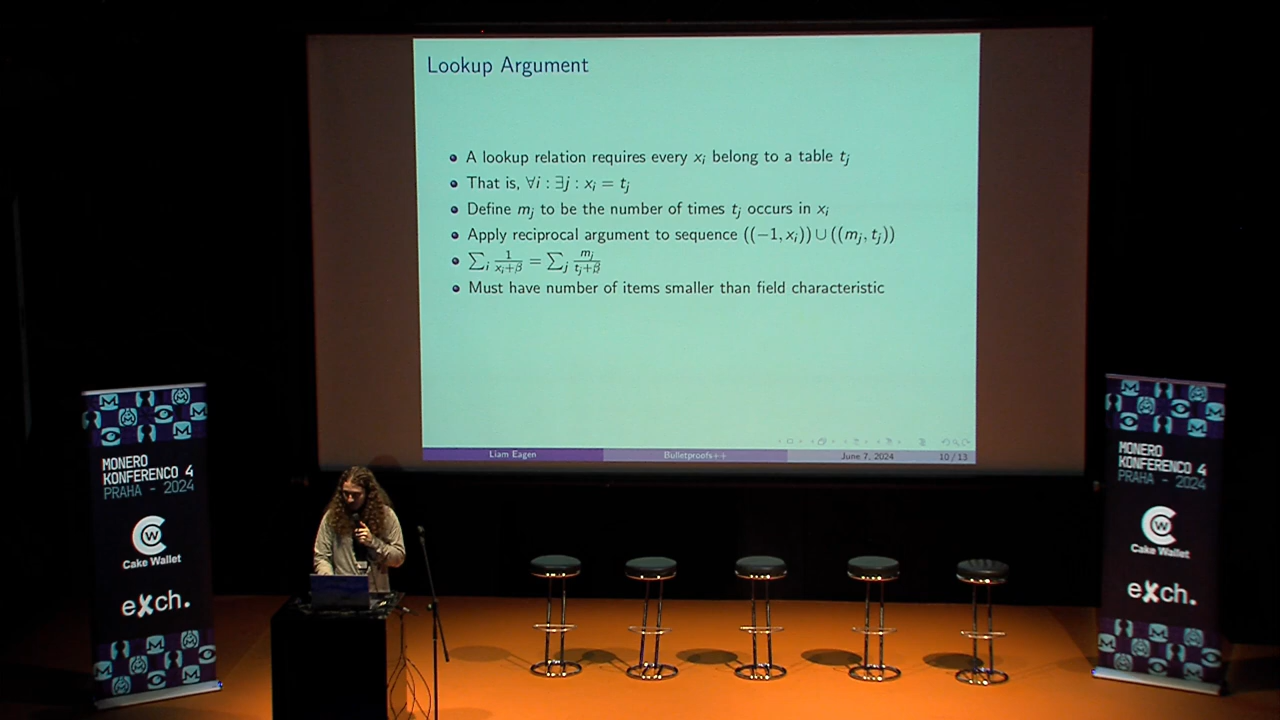 Lookup Argument
A lookup relation requires every xᵢ belong to a table tⱼ
That is, ∀i : ∃j : xᵢ = tⱼ
Define mⱼ to be the number of times tⱼ occurs in xᵢ
Apply reciprocal argument to sequence ((−1, xᵢ)) ∪ ((mⱼ, tⱼ))
∑ᵢ 1/(xᵢ+β) = ∑ⱼ mⱼ/(tⱼ+β)
Must have number of items smaller than field characteristic
Liam Eagen Bulletproofs++ June 7, 2024 10 / 13
MONERO
KONFERENCO 4
PRAHA - 2024
Cake Wallet
exch.
MONERO
KONFERENCO 4
PRAHA - 2024
Cake Wallet
exch.